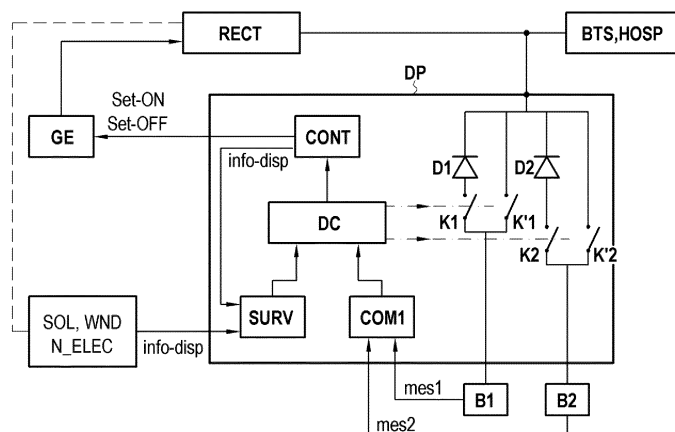 RECT
BTS,HOSP
DP
Set-ON
Set-OFF
GE
CONT
info-disp
D1
D2
K1
K'1
DC
K2
K'2
SOL, WND
N_ELEC
SURV
COM1
info-disp
mes1
B1
B2
mes2